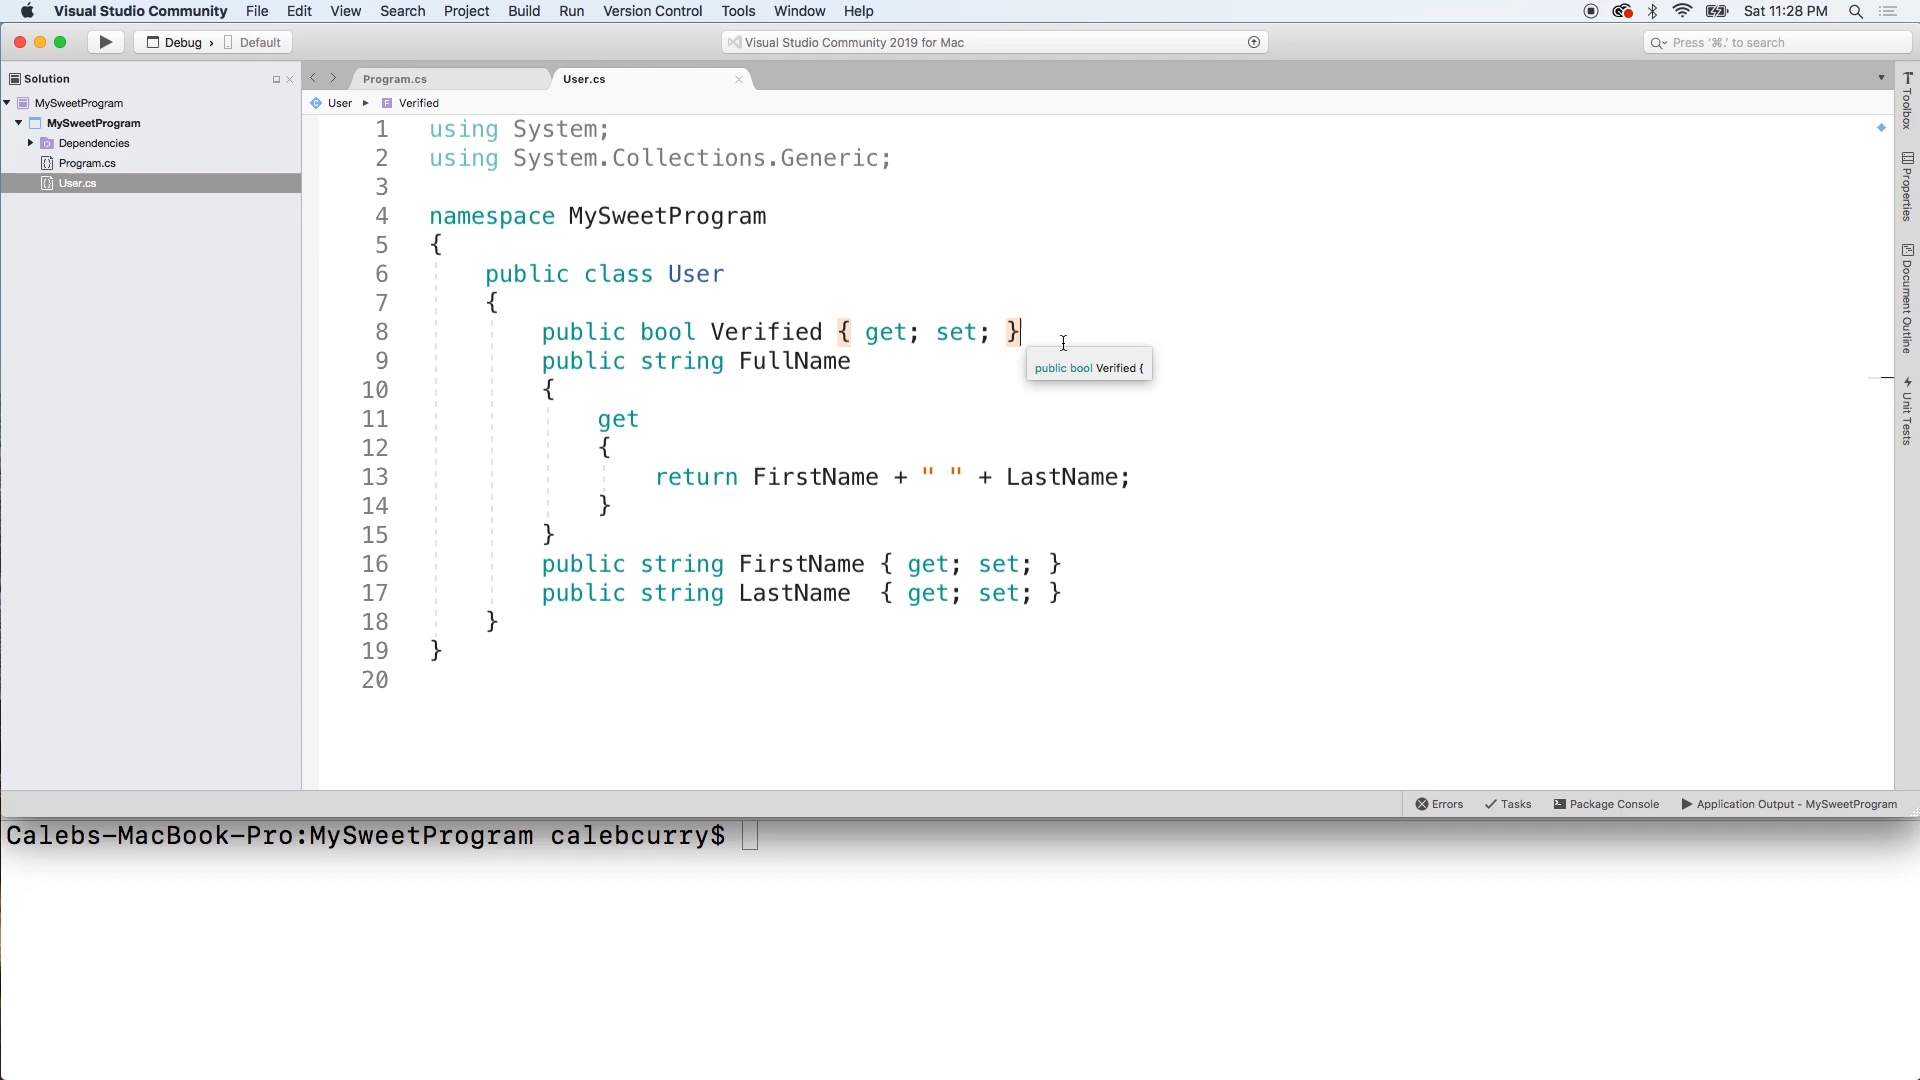 Visual Studio Community File Edit View Search Project Build Run Version Control Tools Window Help Sat 11:28 PM
Debug › Default Visual Studio Community 2019 for Mac Press '⌘.' to search
Solution Program.cs User.cs
User ▸ Verified
MySweetProgram
MySweetProgram
Dependencies
Program.cs
User.cs
1 using System;
2 using System.Collections.Generic;
3
4 namespace MySweetProgram
5 {
6 public class User
7 {
8 public bool Verified { get; set; }
9 public string FullName
public bool Verified {
10 {
11 get
12 {
13 return FirstName + " " + LastName;
14 }
15 }
16 public string FirstName { get; set; }
17 public string LastName  { get; set; }
18 }
19 }
20
Toolbox
Properties
Document Outline
Unit Tests
Errors Tasks Package Console Application Output - MySweetProgram
Calebs-MacBook-Pro:MySweetProgram calebcurry$